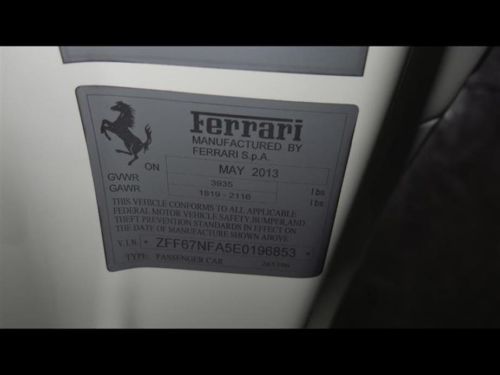 Ferrari
MANUFACTURED BY
FERRARI S.p.A.
ON MAY 2013
GVWR 3935 lbs
GAWR 1819 - 2116 lbs
THIS VEHICLE CONFORMS TO ALL APPLICABLE
FEDERAL MOTOR VEHICLE SAFETY, BUMPER, AND
THEFT PREVENTION STANDARDS IN EFFECT ON
THE DATE OF MANUFACTURE SHOWN ABOVE
V.I.N. • ZFF67NFA5E0196853 •
TYPE: PASSENGER CAR